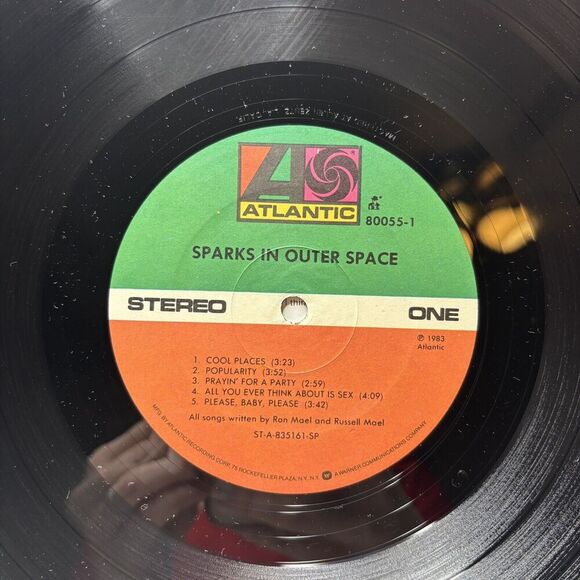 ATLANTIC
80055-1
SPARKS IN OUTER SPACE
STEREO
ONE
℗ 1983
Atlantic
1. COOL PLACES (3:23)
2. POPULARITY (3:52)
3. PRAYIN' FOR A PARTY (2:59)
4. ALL YOU EVER THINK ABOUT IS SEX (4:09)
5. PLEASE, BABY, PLEASE (3:42)
All songs written by Ron Mael and Russell Mael
ST-A-835161-SP
MFG. BY ATLANTIC RECORDING CORP., 75 ROCKEFELLER PLAZA, N.Y., N.Y. A WARNER COMMUNICATIONS COMPANY